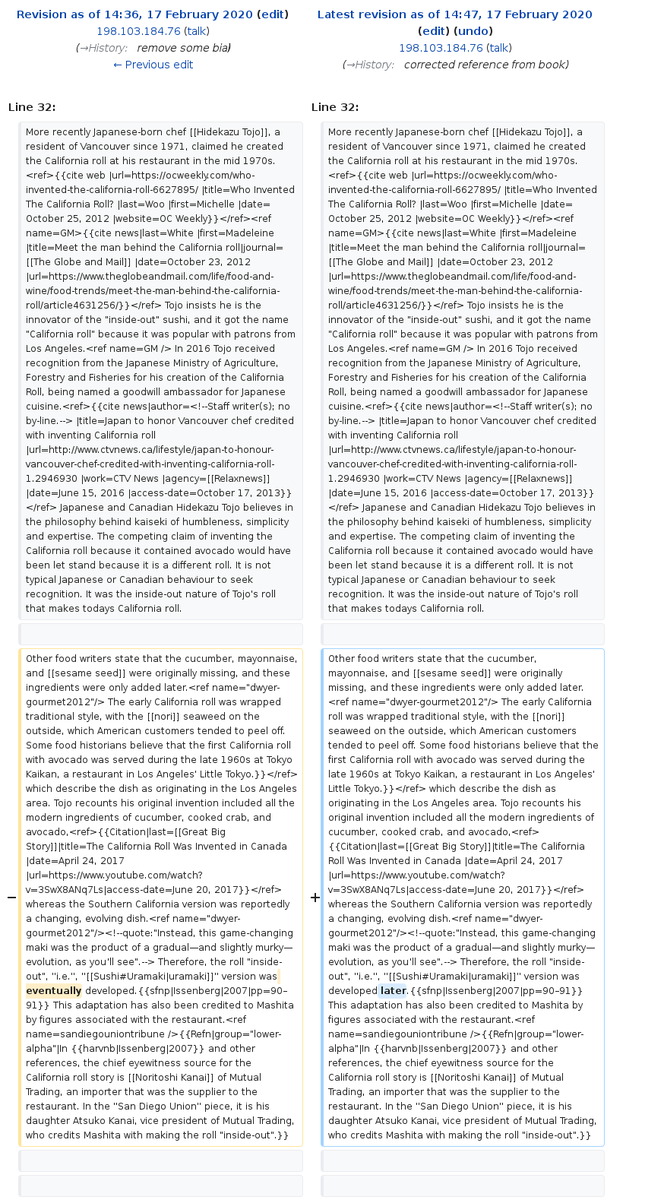 Revision as of 14:36, 17 February 2020 (edit)
198.103.184.76 (talk)
(→History: remove some bia)
← Previous edit
Latest revision as of 14:47, 17 February 2020
(edit) (undo)
198.103.184.76 (talk)
(→History: corrected reference from book)
Line 32:
Line 32:
More recently Japanese-born chef [[Hidekazu Tojo]], a
resident of Vancouver since 1971, claimed he created
the California roll at his restaurant in the mid 1970s.
<ref>{{cite web |url=https://ocweekly.com/who-
invented-the-california-roll-6627895/ |title=Who Invented
The California Roll? |last=Woo |first=Michelle |date=
October 25, 2012 |website=OC Weekly}}</ref><ref
name=GM>{{cite news|last=White |first=Madeleine
|title=Meet the man behind the California roll|journal=
[[The Globe and Mail]] |date=October 23, 2012
|url=https://www.theglobeandmail.com/life/food-and-
wine/food-trends/meet-the-man-behind-the-california-
roll/article4631256/}}</ref> Tojo insists he is the
innovator of the "inside-out" sushi, and it got the name
"California roll" because it was popular with patrons from
Los Angeles.<ref name=GM /> In 2016 Tojo received
recognition from the Japanese Ministry of Agriculture,
Forestry and Fisheries for his creation of the California
Roll, being named a goodwill ambassador for Japanese
cuisine.<ref>{{cite news|author=<!--Staff writer(s); no
by-line.--> |title=Japan to honor Vancouver chef credited
with inventing California roll
|url=http://www.ctvnews.ca/lifestyle/japan-to-honour-
vancouver-chef-credited-with-inventing-california-roll-
1.2946930 |work=CTV News |agency=[[Relaxnews]]
|date=June 15, 2016 |access-date=October 17, 2013}}
</ref> Japanese and Canadian Hidekazu Tojo believes in
the philosophy behind kaiseki of humbleness, simplicity
and expertise. The competing claim of inventing the
California roll because it contained avocado would have
been let stand because it is a different roll. It is not
typical Japanese or Canadian behaviour to seek
recognition. It was the inside-out nature of Tojo's roll
that makes todays California roll.
More recently Japanese-born chef [[Hidekazu Tojo]], a
resident of Vancouver since 1971, claimed he created
the California roll at his restaurant in the mid 1970s.
<ref>{{cite web |url=https://ocweekly.com/who-
invented-the-california-roll-6627895/ |title=Who Invented
The California Roll? |last=Woo |first=Michelle |date=
October 25, 2012 |website=OC Weekly}}</ref><ref
name=GM>{{cite news|last=White |first=Madeleine
|title=Meet the man behind the California roll|journal=
[[The Globe and Mail]] |date=October 23, 2012
|url=https://www.theglobeandmail.com/life/food-and-
wine/food-trends/meet-the-man-behind-the-california-
roll/article4631256/}}</ref> Tojo insists he is the
innovator of the "inside-out" sushi, and it got the name
"California roll" because it was popular with patrons from
Los Angeles.<ref name=GM /> In 2016 Tojo received
recognition from the Japanese Ministry of Agriculture,
Forestry and Fisheries for his creation of the California
Roll, being named a goodwill ambassador for Japanese
cuisine.<ref>{{cite news|author=<!--Staff writer(s); no
by-line.--> |title=Japan to honor Vancouver chef credited
with inventing California roll
|url=http://www.ctvnews.ca/lifestyle/japan-to-honour-
vancouver-chef-credited-with-inventing-california-roll-
1.2946930 |work=CTV News |agency=[[Relaxnews]]
|date=June 15, 2016 |access-date=October 17, 2013}}
</ref> Japanese and Canadian Hidekazu Tojo believes in
the philosophy behind kaiseki of humbleness, simplicity
and expertise. The competing claim of inventing the
California roll because it contained avocado would have
been let stand because it is a different roll. It is not
typical Japanese or Canadian behaviour to seek
recognition. It was the inside-out nature of Tojo's roll
that makes todays California roll.
−
Other food writers state that the cucumber, mayonnaise,
and [[sesame seed]] were originally missing, and these
ingredients were only added later.<ref name="dwyer-
gourmet2012"/> The early California roll was wrapped
traditional style, with the [[nori]] seaweed on the
outside, which American customers tended to peel off.
Some food historians believe that the first California roll
with avocado was served during the late 1960s at Tokyo
Kaikan, a restaurant in Los Angeles' Little Tokyo.}}</ref>
which describe the dish as originating in the Los Angeles
area. Tojo recounts his original invention included all the
modern ingredients of cucumber, cooked crab, and
avocado,<ref>{{Citation|last=[[Great Big
Story]]|title=The California Roll Was Invented in Canada
|date=April 24, 2017
|url=https://www.youtube.com/watch?
v=3SwX8ANq7Ls|access-date=June 20, 2017}}</ref>
whereas the Southern California version was reportedly
a changing, evolving dish.<ref name="dwyer-
gourmet2012"/><!--quote:"Instead, this game-changing
maki was the product of a gradual—and slightly murky—
evolution, as you'll see".--> Therefore, the roll "inside-
out", ''i.e.'', ''[[Sushi#Uramaki|uramaki]]'' version was
eventually developed.{{sfnp|Issenberg|2007|pp=90–
91}} This adaptation has also been credited to Mashita
by figures associated with the restaurant.<ref
name=sandiegouniontribune />{{Refn|group="lower-
alpha"|In {{harvnb|Issenberg|2007}} and other
references, the chief eyewitness source for the
California roll story is [[Noritoshi Kanai]] of Mutual
Trading, an importer that was the supplier to the
restaurant. In the ''San Diego Union'' piece, it is his
daughter Atsuko Kanai, vice president of Mutual Trading,
who credits Mashita with making the roll "inside-out".}}
+
Other food writers state that the cucumber,
mayonnaise, and [[sesame seed]] were originally
missing, and these ingredients were only added later.
<ref name="dwyer-gourmet2012"/> The early California
roll was wrapped traditional style, with the [[nori]]
seaweed on the outside, which American customers
tended to peel off. Some food historians believe that the
first California roll with avocado was served during the
late 1960s at Tokyo Kaikan, a restaurant in Los Angeles'
Little Tokyo.}}</ref> which describe the dish as
originating in the Los Angeles area. Tojo recounts his
original invention included all the modern ingredients of
cucumber, cooked crab, and avocado,<ref>
{{Citation|last=[[Great Big Story]]|title=The California
Roll Was Invented in Canada |date=April 24, 2017
|url=https://www.youtube.com/watch?
v=3SwX8ANq7Ls|access-date=June 20, 2017}}</ref>
whereas the Southern California version was reportedly
a changing, evolving dish.<ref name="dwyer-
gourmet2012"/><!--quote:"Instead, this game-changing
maki was the product of a gradual—and slightly murky—
evolution, as you'll see".--> Therefore, the roll "inside-
out", ''i.e.'', ''[[Sushi#Uramaki|uramaki]]'' version was
developed later.{{sfnp|Issenberg|2007|pp=90–91}}
This adaptation has also been credited to Mashita by
figures associated with the restaurant.<ref
name=sandiegouniontribune />{{Refn|group="lower-
alpha"|In {{harvnb|Issenberg|2007}} and other
references, the chief eyewitness source for the
California roll story is [[Noritoshi Kanai]] of Mutual
Trading, an importer that was the supplier to the
restaurant. In the ''San Diego Union'' piece, it is his
daughter Atsuko Kanai, vice president of Mutual Trading,
who credits Mashita with making the roll "inside-out".}}